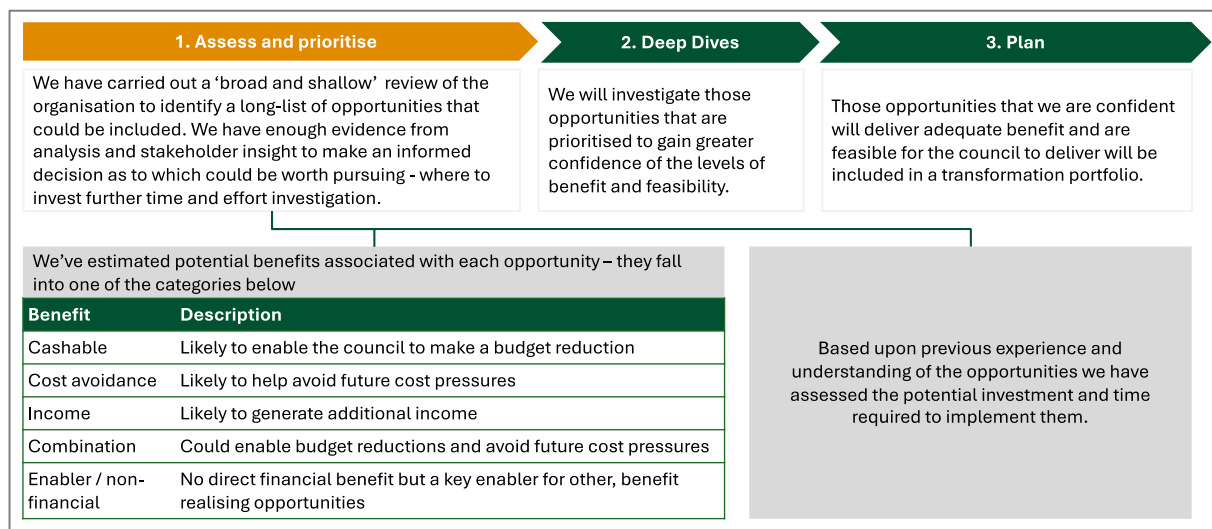 1. Assess and prioritise
We have carried out a ‘broad and shallow’ review of the
organisation to identify a long-list of opportunities that
could be included. We have enough evidence from
analysis and stakeholder insight to make an informed
decision as to which could be worth pursuing - where to
invest further time and effort investigation.
2. Deep Dives
We will investigate those
opportunities that are
prioritised to gain greater
confidence of the levels of
benefit and feasibility.
3. Plan
Those opportunities that we are confident
will deliver adequate benefit and are
feasible for the council to deliver will be
included in a transformation portfolio.
We’ve estimated potential benefits associated with each opportunity – they fall
into one of the categories below
Benefit Description
Cashable Likely to enable the council to make a budget reduction
Cost avoidance Likely to help avoid future cost pressures
Income Likely to generate additional income
Combination Could enable budget reductions and avoid future cost pressures
Enabler / non- No direct financial benefit but a key enabler for other, benefit
financial realising opportunities
Based upon previous experience and
understanding of the opportunities we have
assessed the potential investment and time
required to implement them.